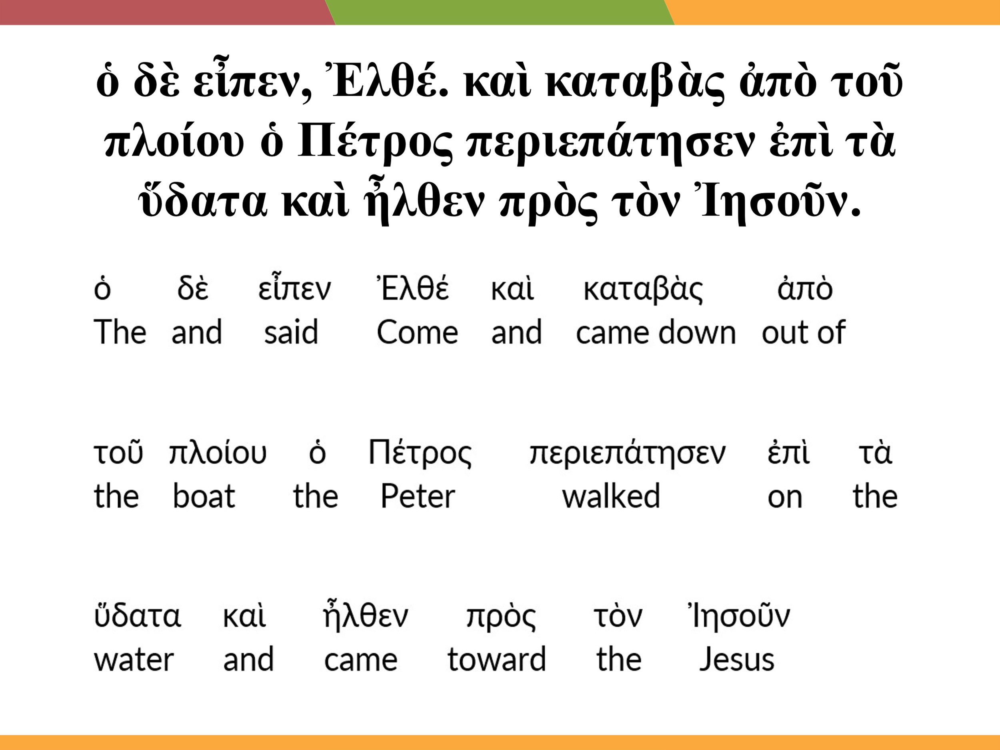 ὁ δὲ εἶπεν, Ἐλθέ. καὶ καταβὰς ἀπὸ τοῦ
πλοίου ὁ Πέτρος περιεπάτησεν ἐπὶ τὰ
ὕδατα καὶ ἦλθεν πρὸς τὸν Ἰησοῦν.
ὁ δὲ εἶπεν Ἐλθέ καὶ καταβὰς ἀπὸ
The and said Come and came down out of
τοῦ πλοίου ὁ Πέτρος περιεπάτησεν ἐπὶ τὰ
the boat the Peter walked on the
ὕδατα καὶ ἦλθεν πρὸς τὸν Ἰησοῦν
water and came toward the Jesus